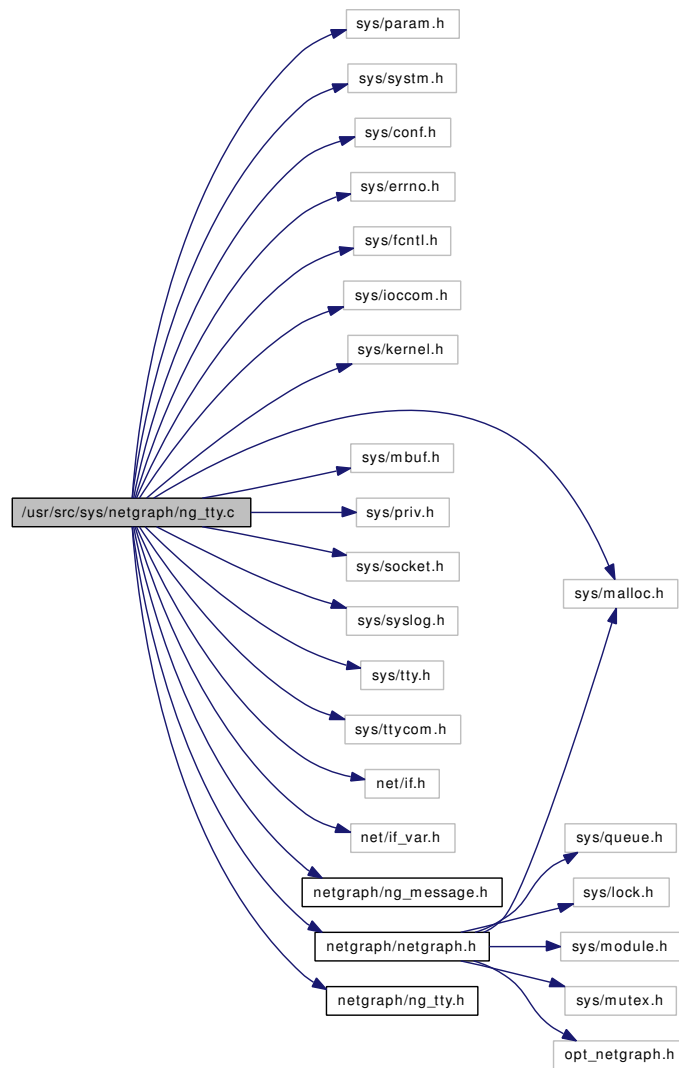 sys/param.h
sys/systm.h
sys/conf.h
sys/errno.h
sys/fcntl.h
sys/ioccom.h
sys/kernel.h
sys/mbuf.h
/usr/src/sys/netgraph/ng_tty.c
sys/priv.h
sys/socket.h
sys/malloc.h
sys/syslog.h
sys/tty.h
sys/ttycom.h
net/if.h
net/if_var.h
sys/queue.h
netgraph/ng_message.h
sys/lock.h
netgraph/netgraph.h
sys/module.h
netgraph/ng_tty.h
sys/mutex.h
opt_netgraph.h